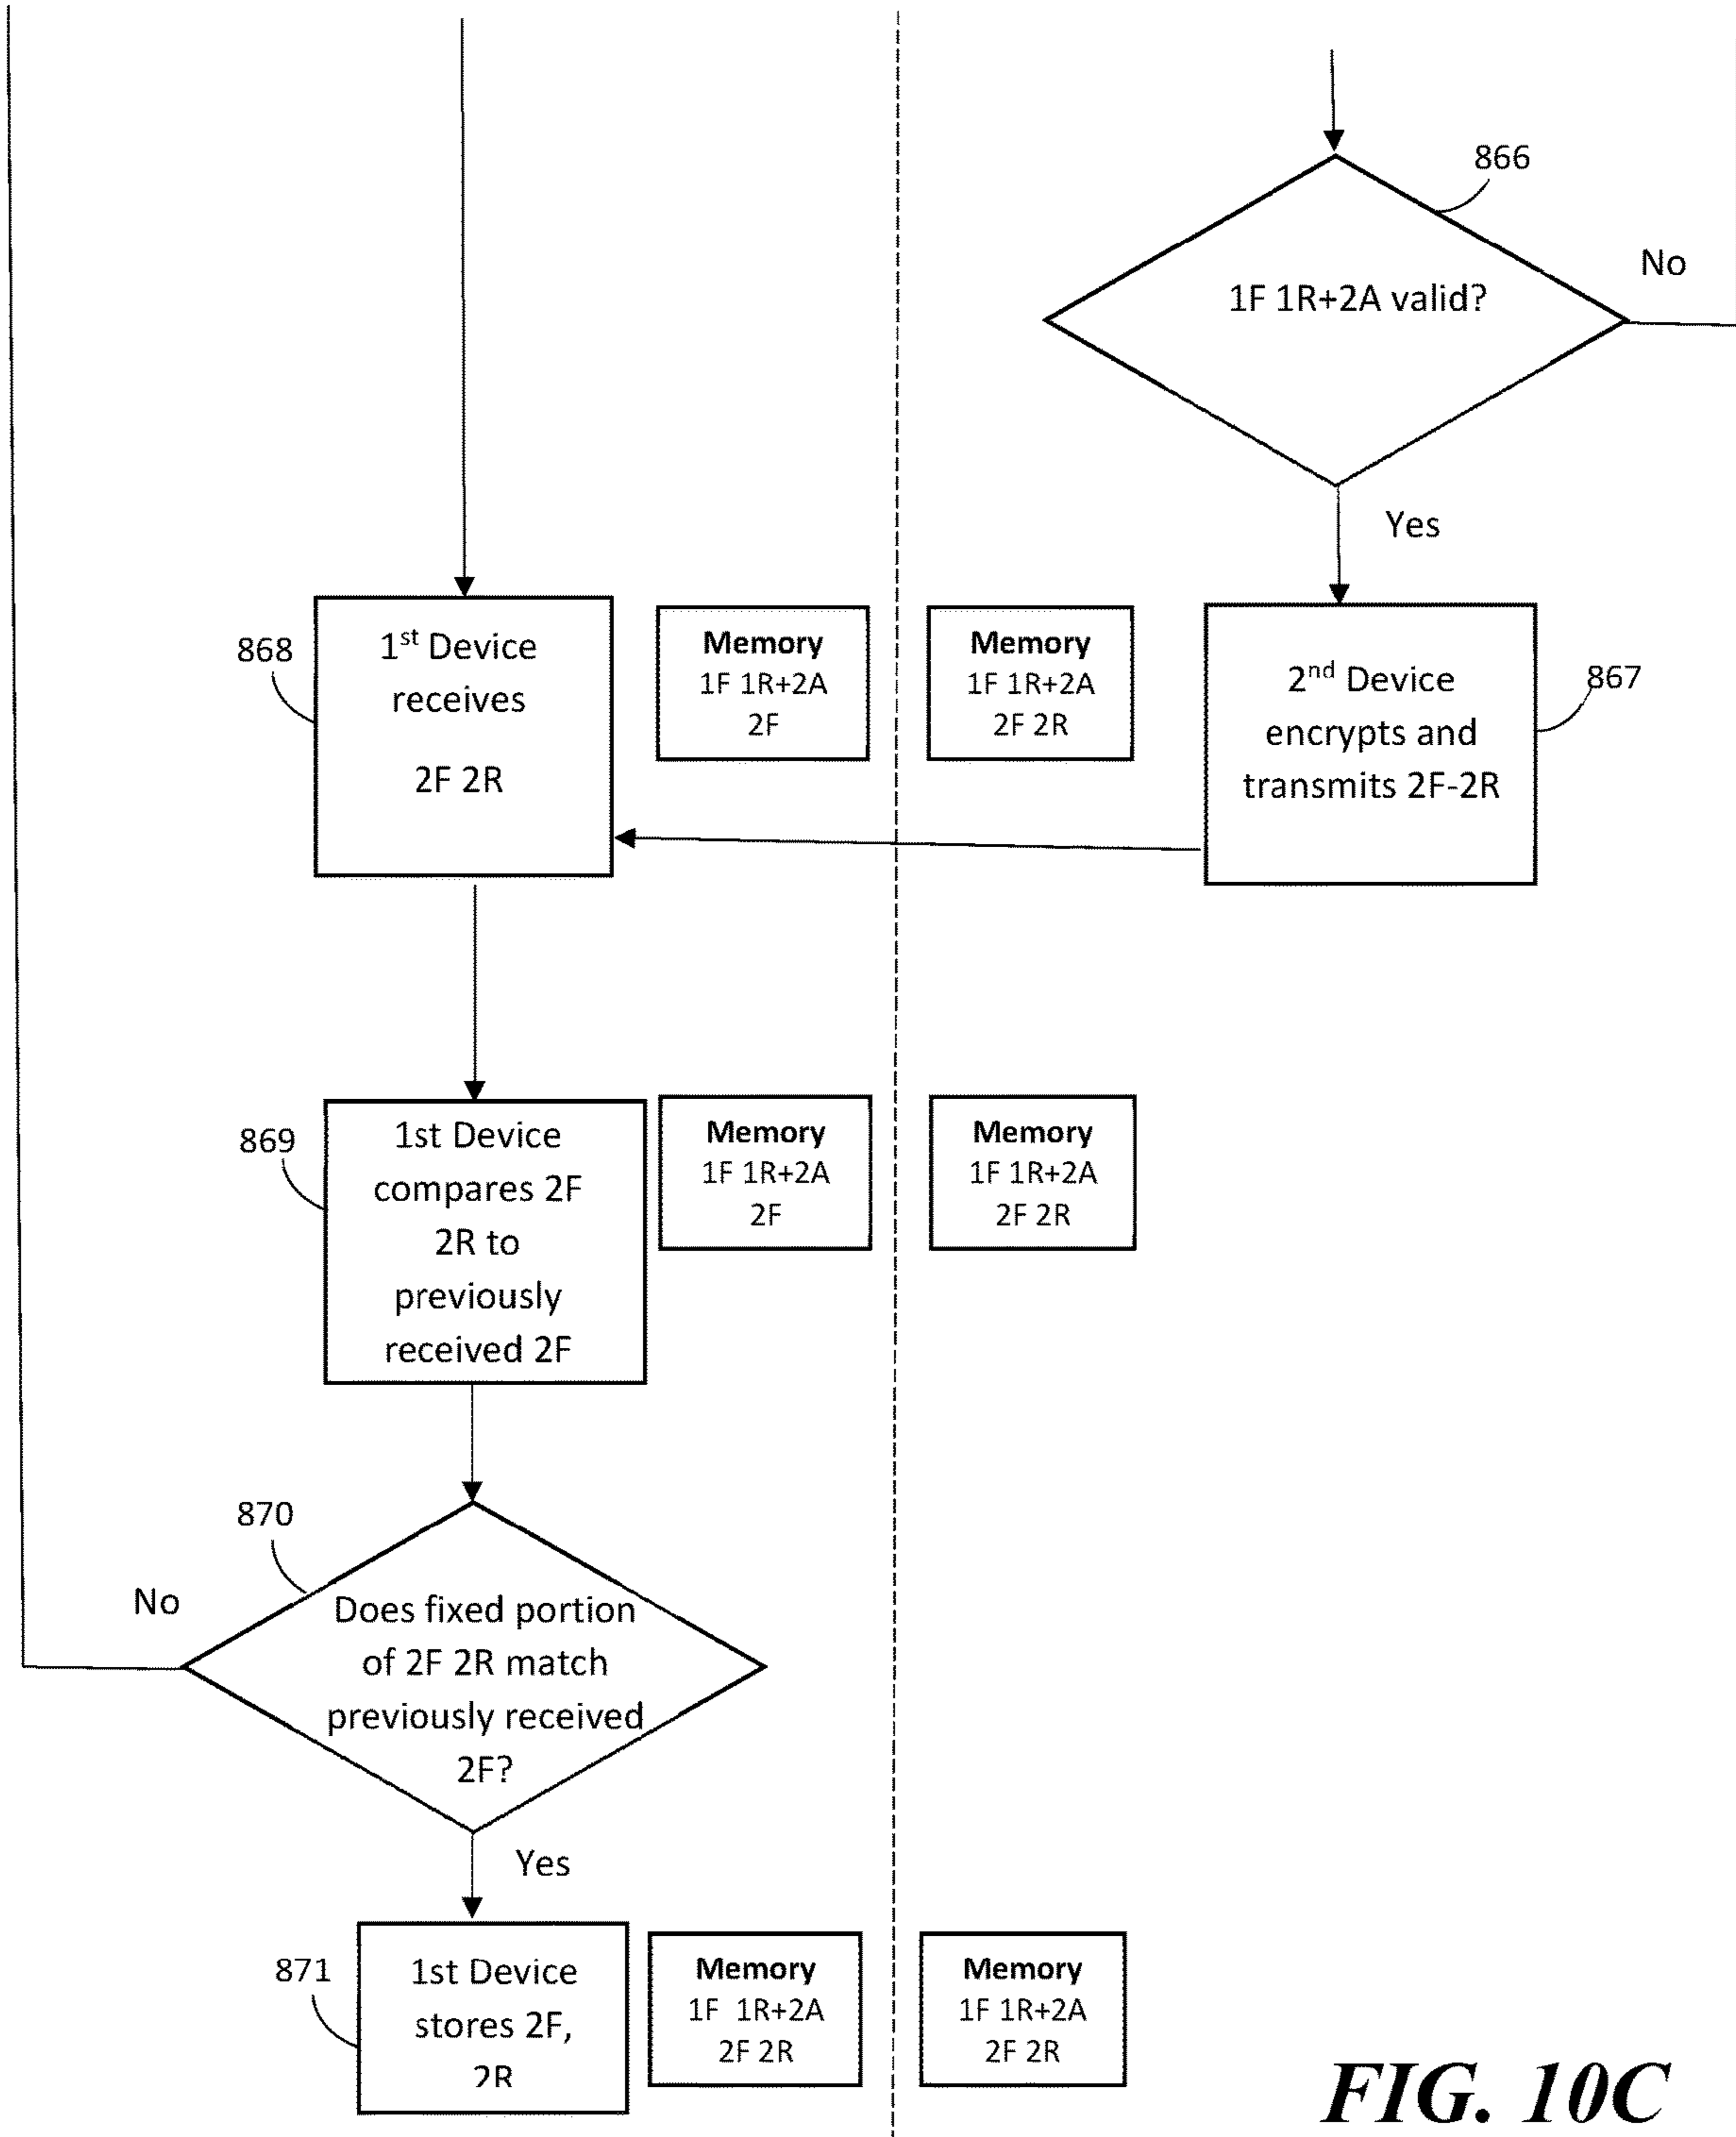 866
No
1F 1R+2A valid?
Yes
868
1st Device
receives
2F 2R
Memory
1F 1R+2A
2F
Memory
1F 1R+2A
2F 2R
2nd Device
encrypts and
transmits 2F-2R
867
869
1st Device
compares 2F
2R to
previously
received 2F
Memory
1F 1R+2A
2F
Memory
1F 1R+2A
2F 2R
870
No
Does fixed portion
of 2F 2R match
previously received
2F?
Yes
871
1st Device
stores 2F,
2R
Memory
1F 1R+2A
2F 2R
Memory
1F 1R+2A
2F 2R
FIG. 10C